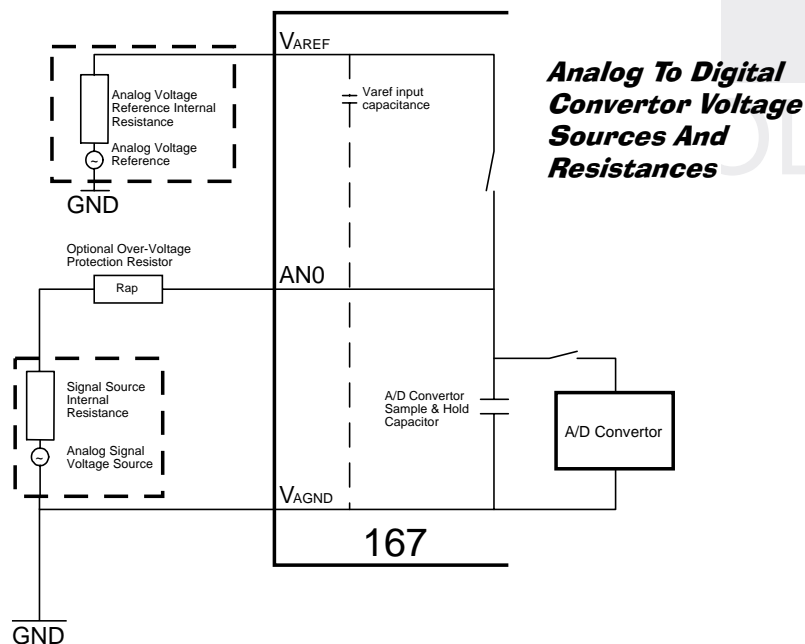 VAREF
Analog To Digital
Convertor Voltage
Sources And
Resistances
Analog Voltage
Reference Internal
Resistance
Analog Voltage
Reference
~
Varef input
capacitance
GND
Optional Over-Voltage
Protection Resistor
Rap
AN0
Signal Source
Internal
Resistance
Analog Signal
Voltage Source
~
A/D Convertor
Sample & Hold
Capacitor
A/D Convertor
VAGND
167
GND